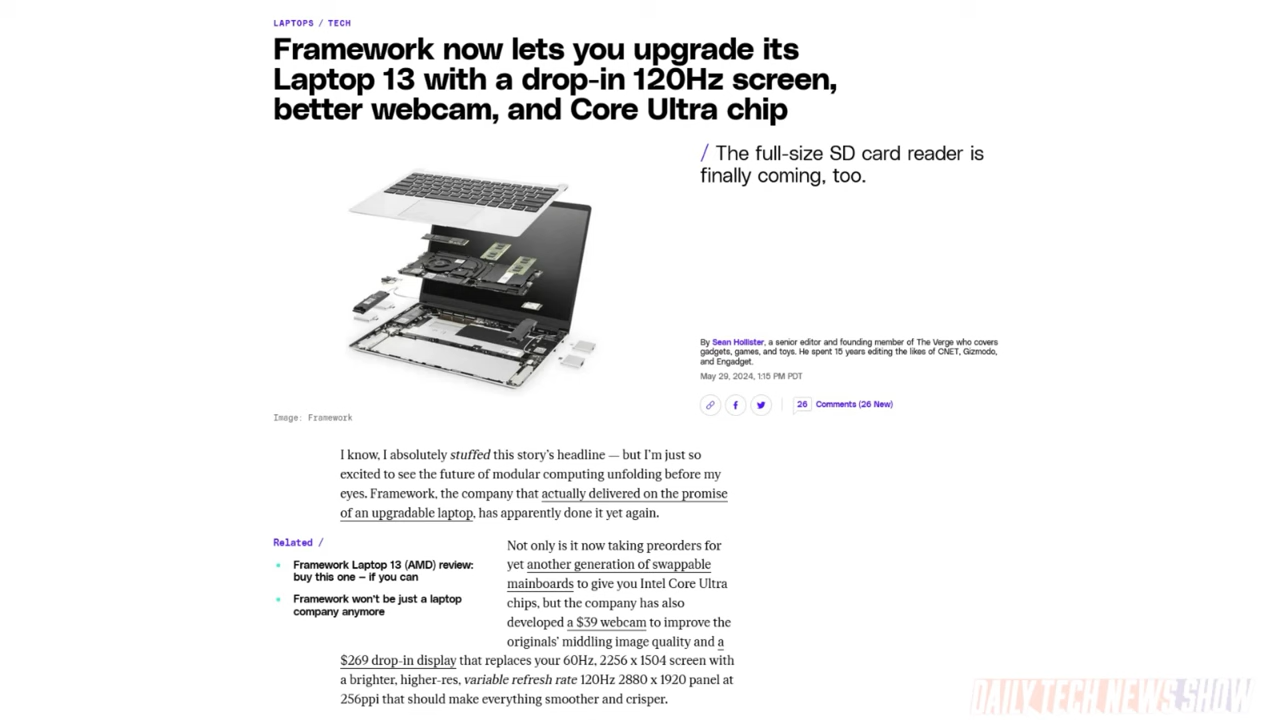 LAPTOPS / TECH
Framework now lets you upgrade its
Laptop 13 with a drop-in 120Hz screen,
better webcam, and Core Ultra chip
/ The full-size SD card reader is
finally coming, too.
By Sean Hollister, a senior editor and founding member of The Verge who covers
gadgets, games, and toys. He spent 15 years editing the likes of CNET, Gizmodo,
and Engadget.
May 29, 2024, 1:15 PM PDT
26 Comments (26 New)
Image: Framework
I know, I absolutely stuffed this story’s headline — but I’m just so
excited to see the future of modular computing unfolding before my
eyes. Framework, the company that actually delivered on the promise
of an upgradable laptop, has apparently done it yet again.
Related /
Framework Laptop 13 (AMD) review:
buy this one — if you can
Framework won’t be just a laptop
company anymore
Not only is it now taking preorders for
yet another generation of swappable
mainboards to give you Intel Core Ultra
chips, but the company has also
developed a $39 webcam to improve the
originals’ middling image quality and a
$269 drop-in display that replaces your 60Hz, 2256 x 1504 screen with
a brighter, higher-res, variable refresh rate 120Hz 2880 x 1920 panel at
256ppi that should make everything smoother and crisper.
DAILY TECH NEWS SHOW